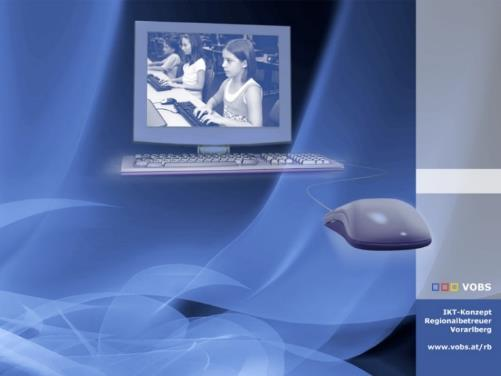 VOBS
IKT-Konzept
Regionalbetreuer
Vorarlberg
www.vobs.at/rb